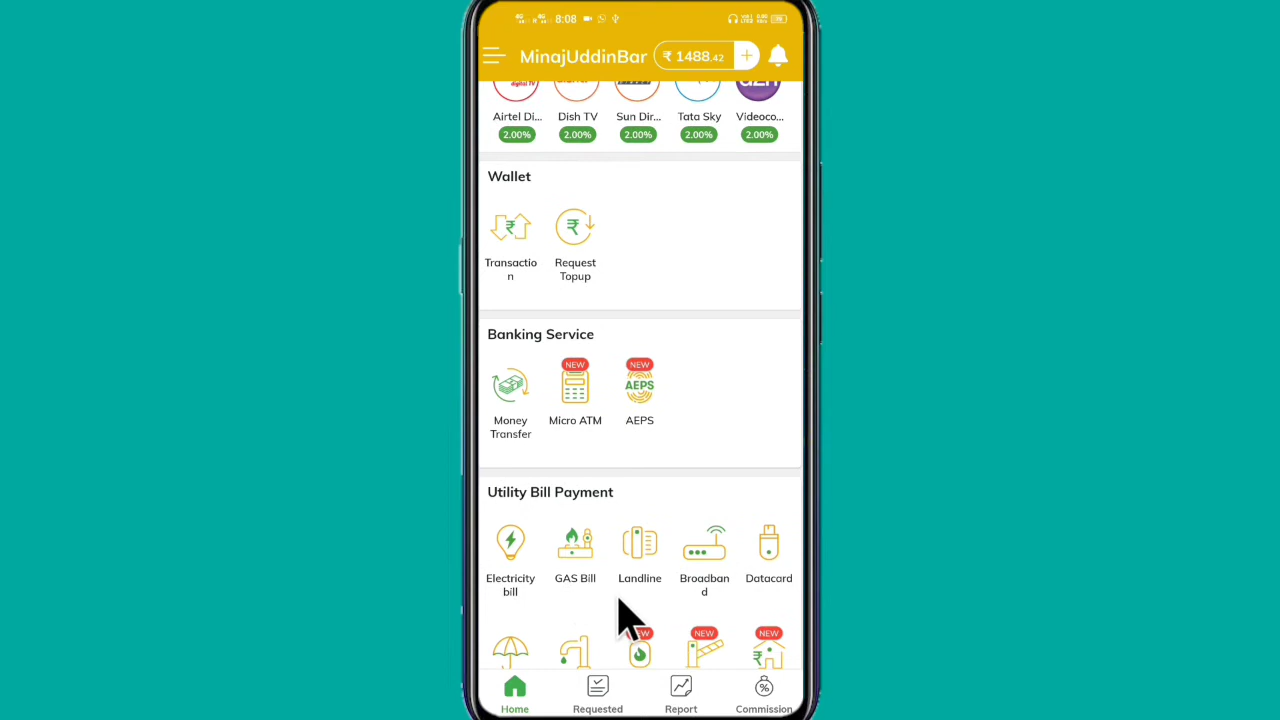 8:08
MinajUddinBar ₹ 1488.42 +
digital TV
Airtel Di... Dish TV Sun Dir... Tata Sky Videoco...
2.00% 2.00% 2.00% 2.00% 2.00%
Wallet
₹ ₹
Transactio
n
Request
Topup
Banking Service
NEW NEW
AEPS
Money
Transfer
Micro ATM AEPS
Utility Bill Payment
Electricity
bill
GAS Bill Landline Broadban
d
Datacard
NEW NEW
₹
Home Requested Report Commission